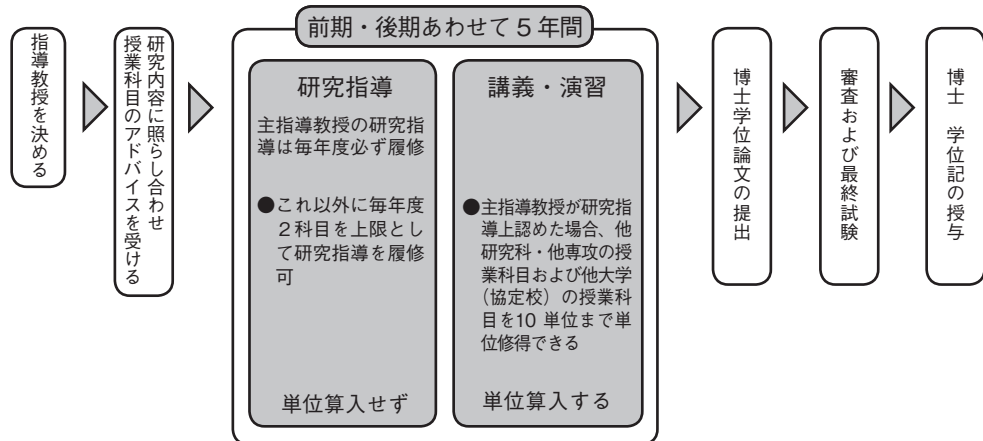 指導教授を決める
研究内容に照らし合わせ
授業科目のアドバイスを受ける
前期・後期あわせて5年間
研究指導
主指導教授の研究指
導は毎年度必ず履修
●これ以外に毎年度
2科目を上限とし
て研究指導を履修
可
単位算入せず
講義・演習
●主指導教授が研究指
導上認めた場合、他
研究科・他専攻の授
業科目および他大学
（協定校）の授業科
目を10 単位まで単
位修得できる
単位算入する
博士学位論文の提出
審査および最終試験
博士 学位記の授与